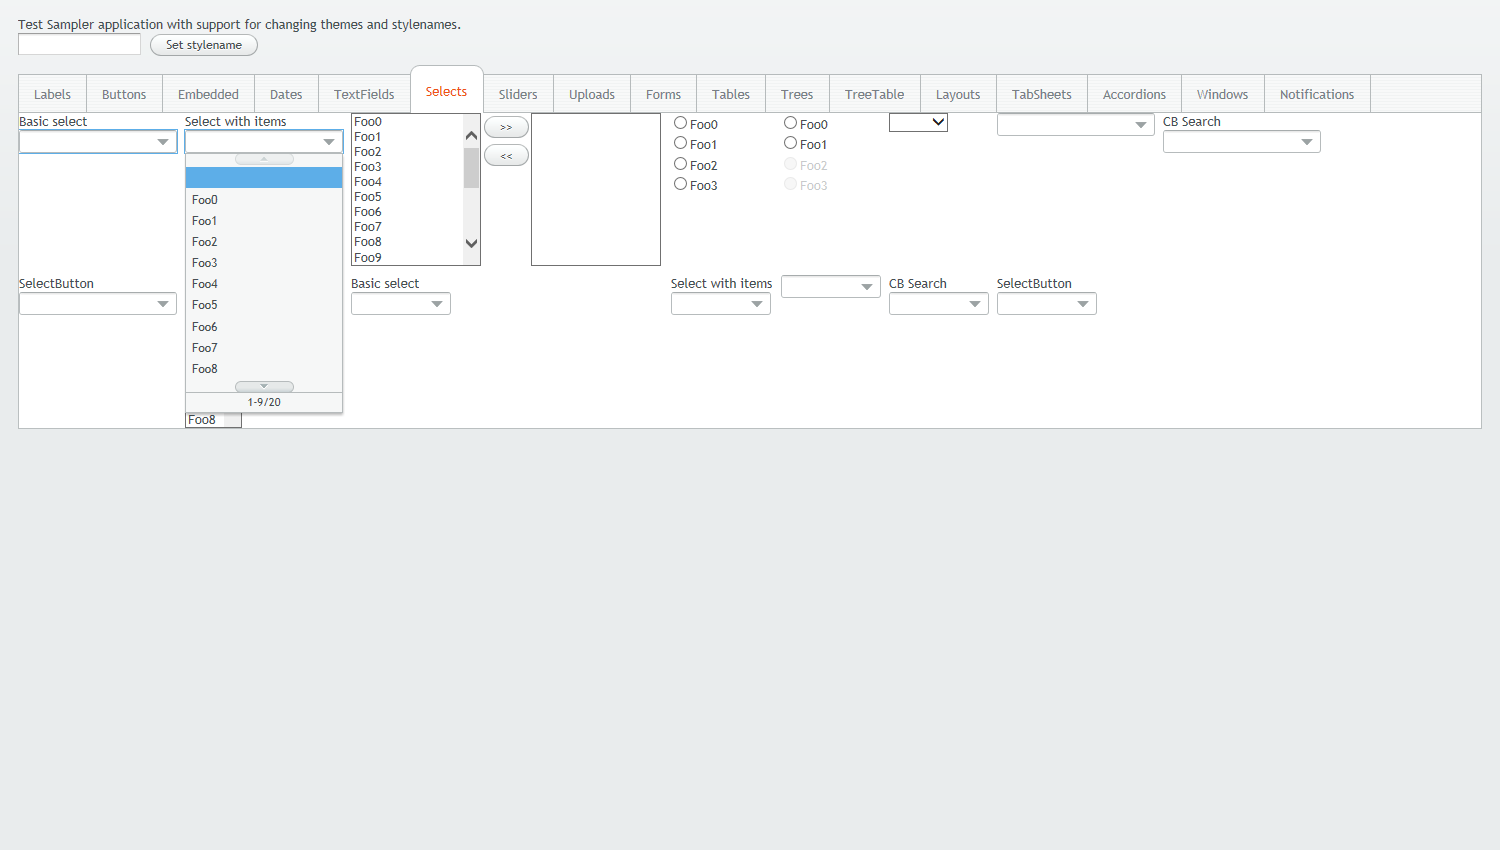 Test Sampler application with support for changing themes and stylenames.
Set stylename
Labels Buttons Embedded Dates TextFields Selects Sliders Uploads Forms Tables Trees TreeTable Layouts TabSheets Accordions Windows Notifications
Basic select
Select with items
Foo0
Foo1
Foo2
Foo3
Foo4
Foo5
Foo6
Foo7
Foo8
1-9/20
Foo8
Foo0
Foo1
Foo2
Foo3
Foo4
Foo5
Foo6
Foo7
Foo8
Foo9
>>
<<
Foo0
Foo1
Foo2
Foo3
Foo0
Foo1
Foo2
Foo3
CB Search
SelectButton
Basic select
Select with items
CB Search
SelectButton